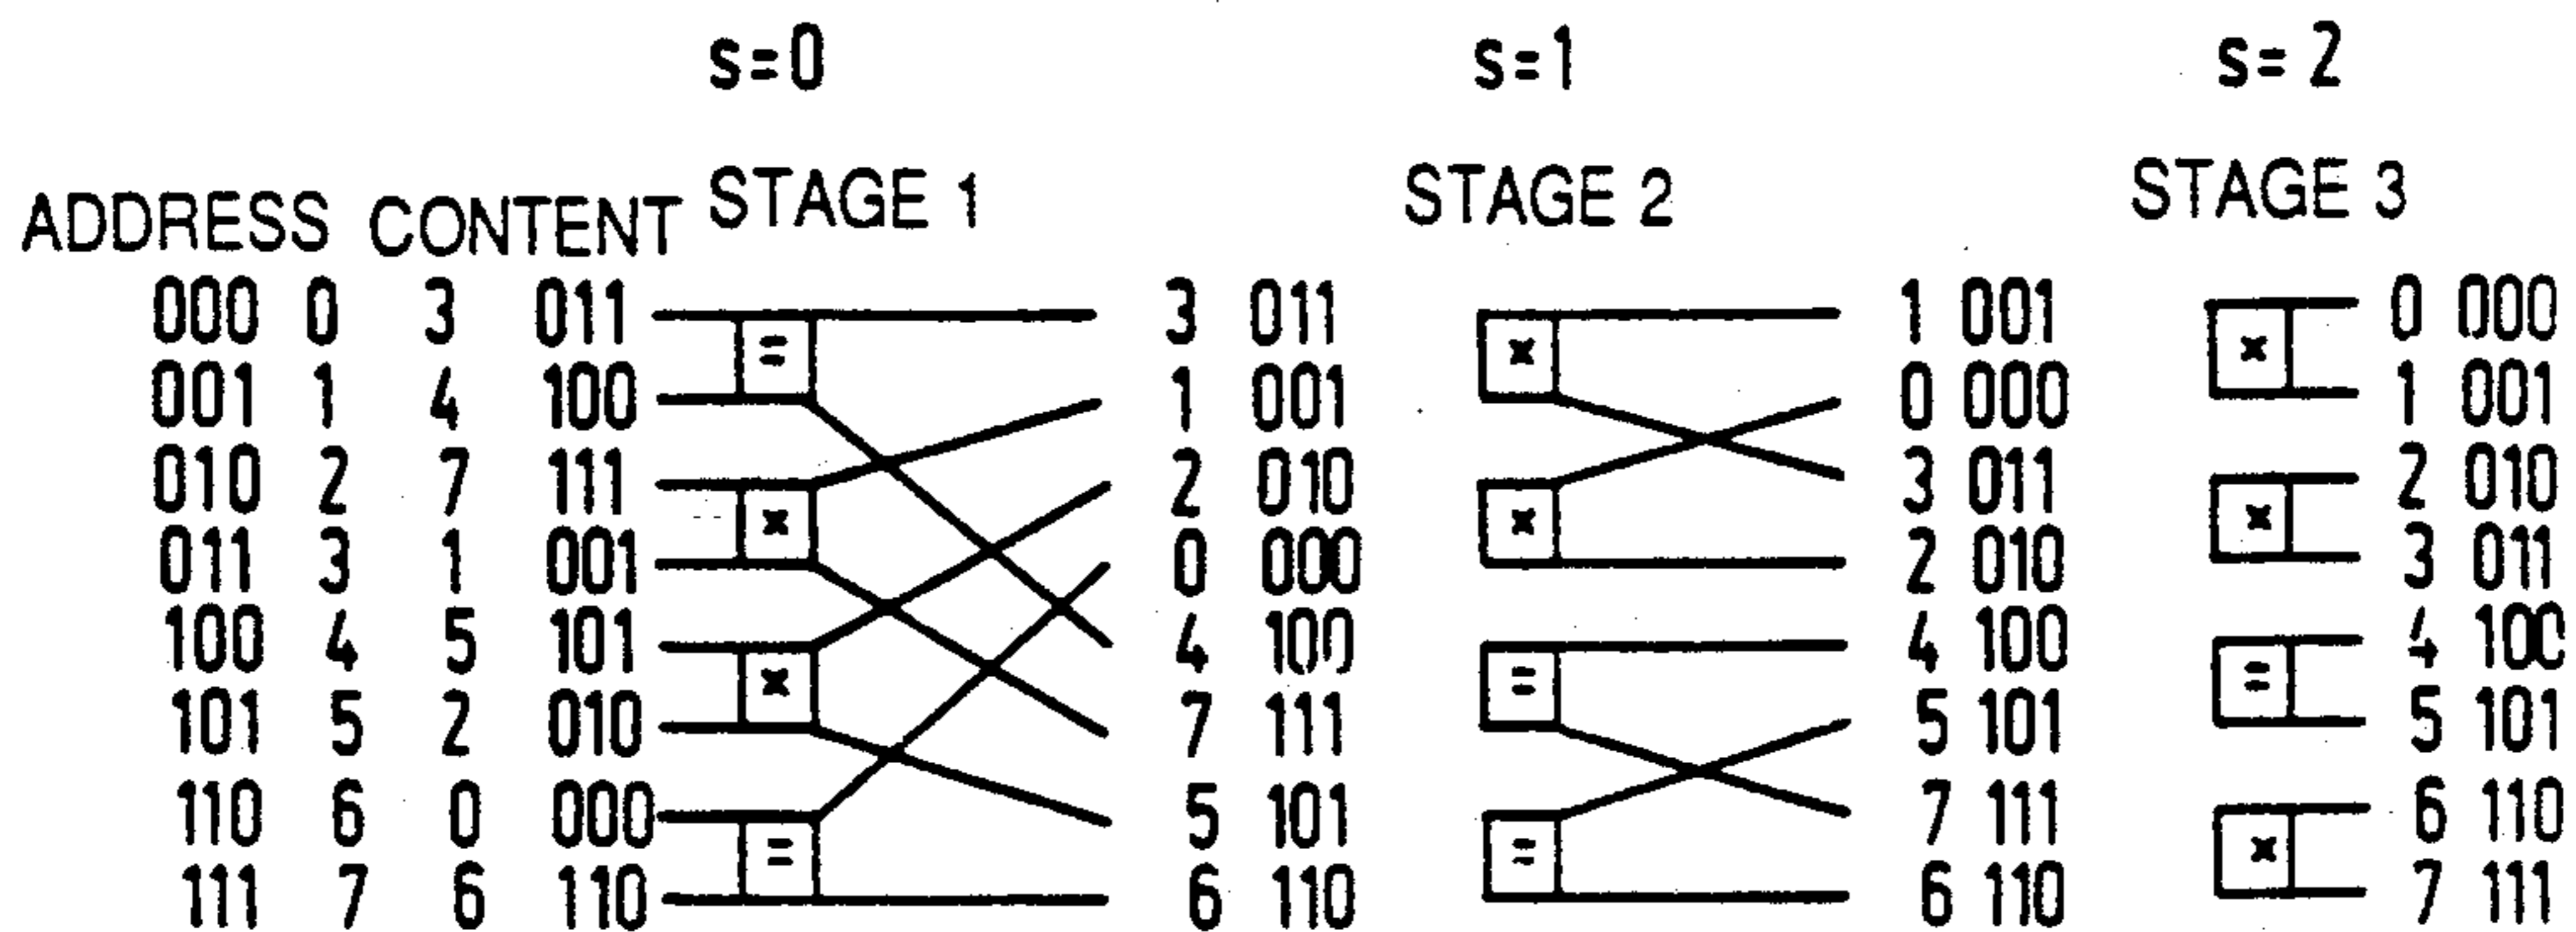 s=0 s=1 s=2
STAGE 1 STAGE 2 STAGE 3
ADDRESS CONTENT
000 0 3 011 = 3 011 x 1 001 x 0 000
001 1 4 100 1 001 0 000 1 001
010 2 7 111 x 2 010 x 3 011 x 2 010
011 3 1 001 0 000 2 010 3 011
100 4 5 101 x 4 100 = 4 100 = 4 100
101 5 2 010 7 111 5 101 5 101
110 6 0 000 = 5 101 = 7 111 x 6 110
111 7 6 110 6 110 6 110 7 111